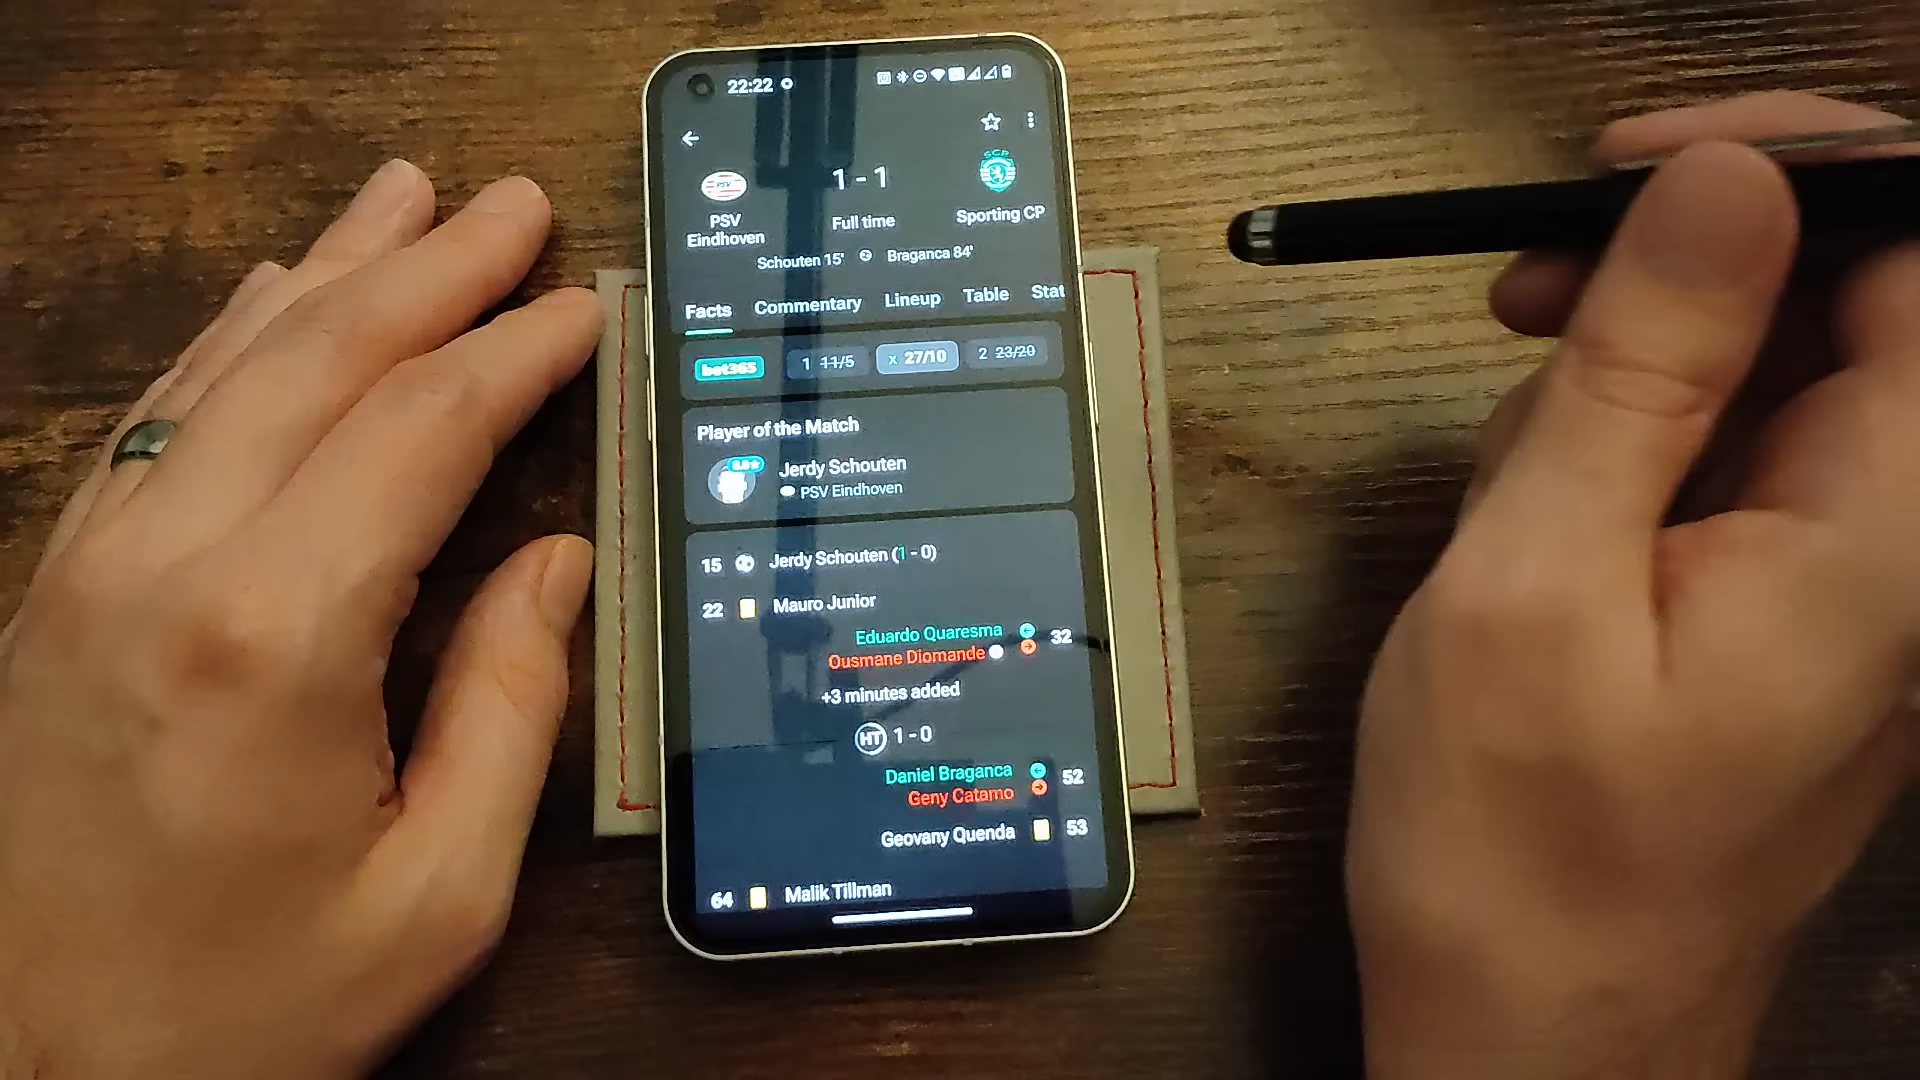 22:22
SCP
PSV
1 - 1
PSV
Eindhoven
Full time
Sporting CP
Schouten 15'
Braganca 84'
Facts Commentary Lineup Table Stat
bet365 1 11/5 x 27/10 2 23/20
Player of the Match
Jerdy Schouten
PSV Eindhoven
15 Jerdy Schouten (1 - 0)
22 Mauro Junior
Eduardo Quaresma
Ousmane Diomande
32
+3 minutes added
HT 1 - 0
Daniel Braganca
Geny Catamo
52
Geovany Quenda 53
64 Malik Tillman